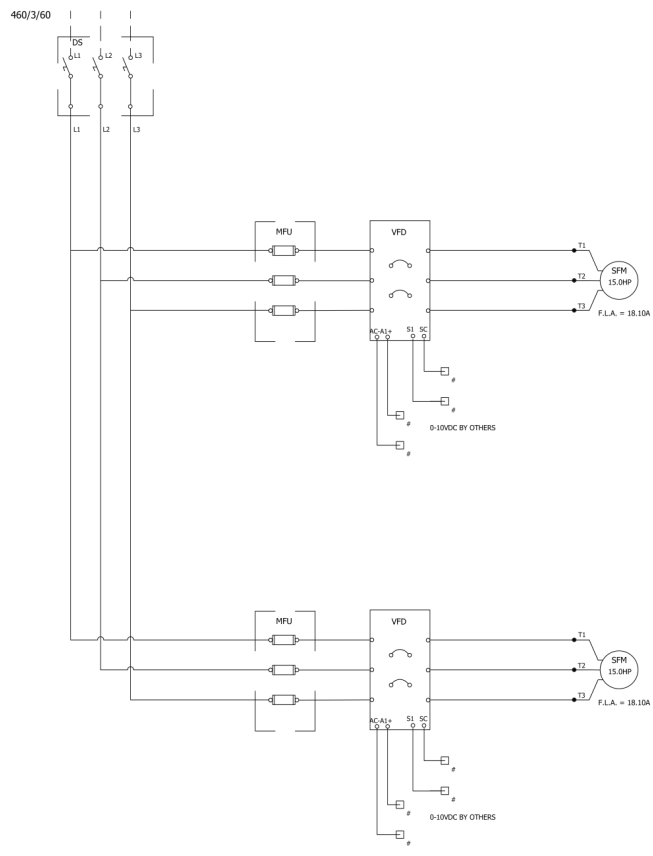 460/3/60
DS
L1 L2 L3
L1 L2 L3
MFU VFD
T1
SFM
T2
15.0HP
T3
F.L.A. = 18.10A
AC-A1+ S1 SC
#
#
#
0-10VDC BY OTHERS
#
MFU VFD
T1
SFM
T2
15.0HP
T3
F.L.A. = 18.10A
AC-A1+ S1 SC
#
#
#
0-10VDC BY OTHERS
#